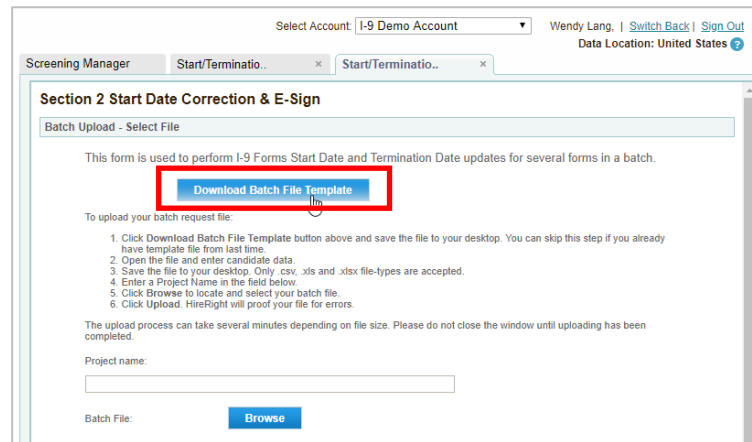 Select Account: I-9 Demo Account Wendy Lang, | Switch Back | Sign Out
Data Location: United States ?
Screening Manager Start/Terminatio.. × Start/Terminatio.. ×
Section 2 Start Date Correction & E-Sign
Batch Upload - Select File
This form is used to perform I-9 Forms Start Date and Termination Date updates for several forms in a batch.
Download Batch File Template
To upload your batch request file:
1. Click Download Batch File Template button above and save the file to your desktop. You can skip this step if you already
have template file from last time.
2. Open the file and enter candidate data.
3. Save the file to your desktop. Only .csv, .xls and .xlsx file-types are accepted.
4. Enter a Project Name in the field below.
5. Click Browse to locate and select your batch file.
6. Click Upload. HireRight will proof your file for errors.
The upload process can take several minutes depending on file size. Please do not close the window until uploading has been
completed.
Project name:
Batch File: Browse